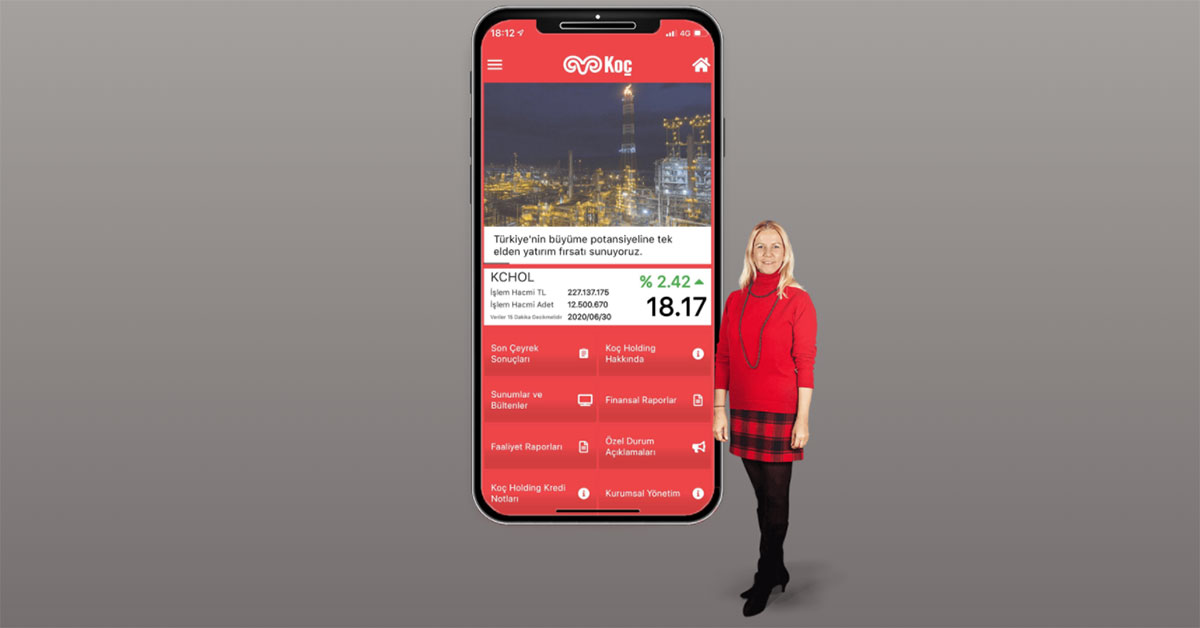 18:12
4G
Koç
Türkiye'nin büyüme potansiyeline tek
elden yatırım fırsatı sunuyoruz.
KCHOL
% 2.42
İşlem Hacmi TL 227.137.175
İşlem Hacmi Adet 12.500.670
18.17
Veriler 15 Dakika Gecikmelidir 2020/06/30
Son Çeyrek
Sonuçları
Koç Holding
Hakkında
Sunumlar ve
Bültenler
Finansal Raporlar
Faaliyet Raporları
Özel Durum
Açıklamaları
Koç Holding Kredi
Notları
Kurumsal Yönetim